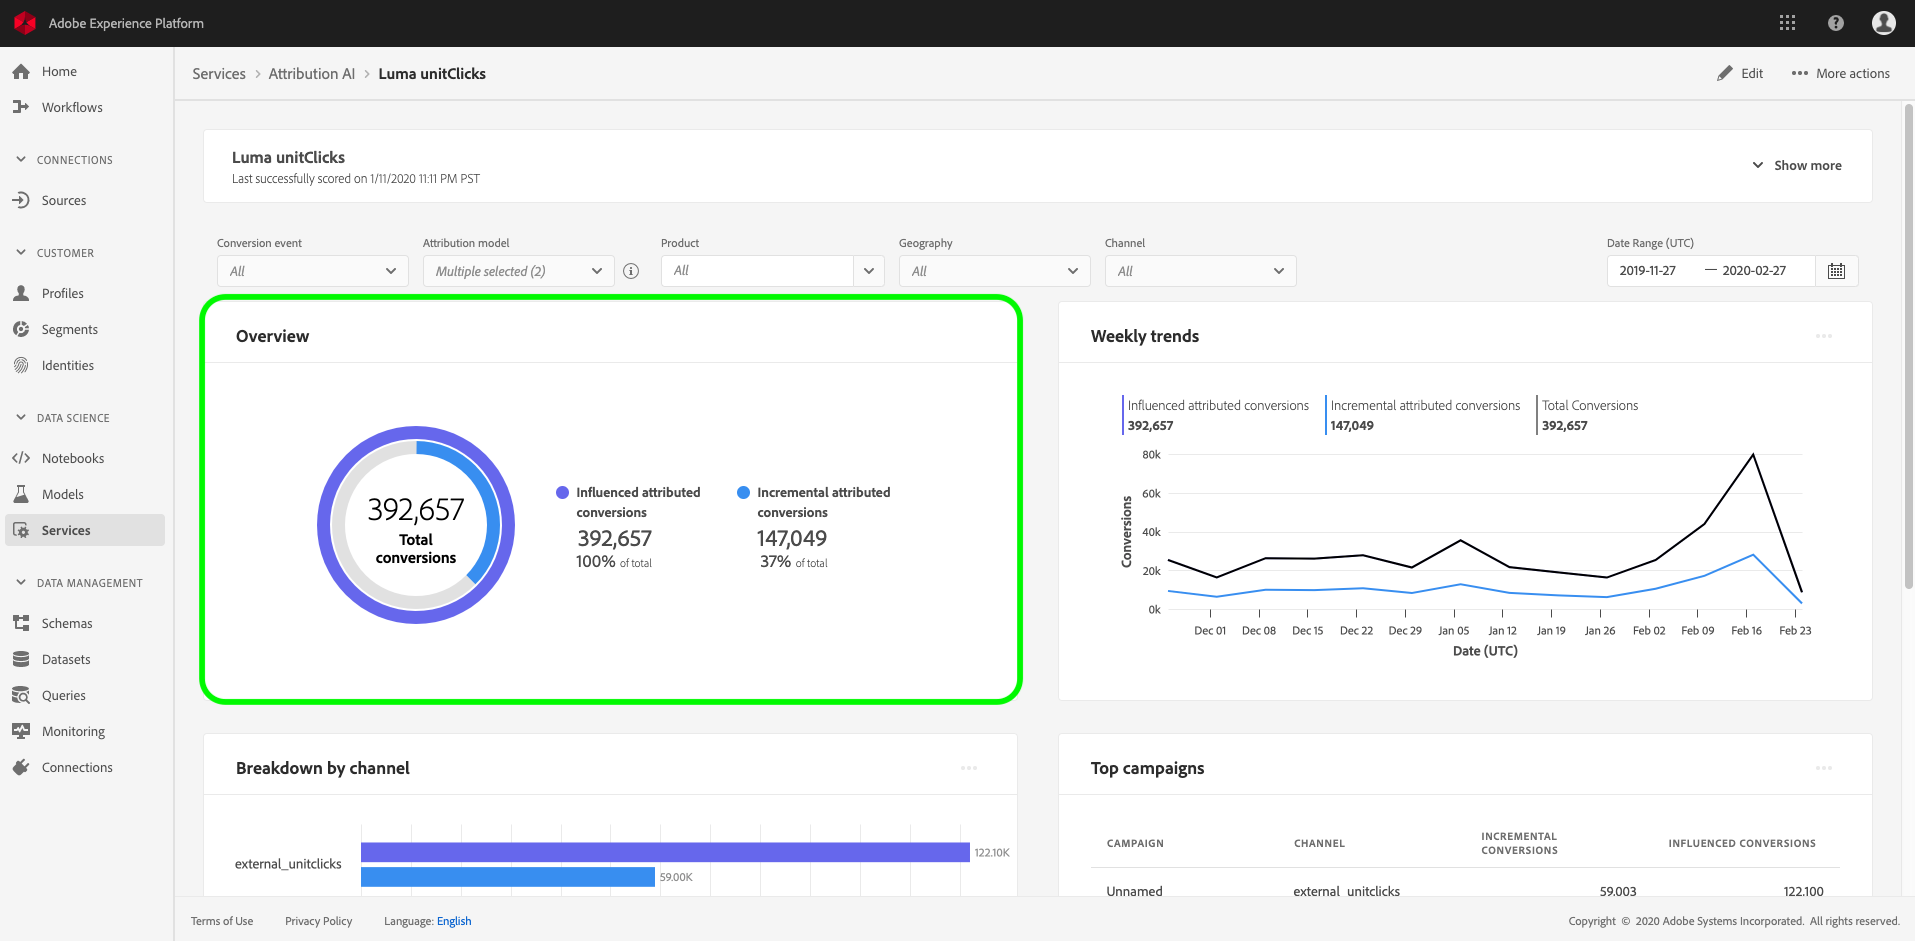 Adobe Experience Platform
Home
Workflows
CONNECTIONS
Sources
CUSTOMER
Profiles
Segments
Identities
DATA SCIENCE
Notebooks
Models
Services
DATA MANAGEMENT
Schemas
Datasets
Queries
Monitoring
Connections
Services > Attribution AI > Luma unitClicks
Edit
More actions
Luma unitClicks
Last successfully scored on 1/11/2020 11:11 PM PST
Show more
Conversion event
All
Attribution model
Multiple selected (2)
Product
All
Geography
All
Channel
All
Date Range (UTC)
2019-11-27 — 2020-02-27
Overview
392,657
Total
conversions
Influenced attributed
conversions
392,657
100% of total
Incremental attributed
conversions
147,049
37% of total
Weekly trends
Influenced attributed conversions
392,657
Incremental attributed conversions
147,049
Total Conversions
392,657
Conversions
80k
60k
40k
20k
0k
Dec 01 Dec 08 Dec 15 Dec 22 Dec 29 Jan 05 Jan 12 Jan 19 Jan 26 Feb 02 Feb 09 Feb 16 Feb 23
Date (UTC)
Breakdown by channel
external_unitclicks
122.10K
59.00K
Top campaigns
CAMPAIGN
CHANNEL
INCREMENTAL
CONVERSIONS
INFLUENCED CONVERSIONS
Unnamed external_unitclicks 59.003 122.100
Terms of Use Privacy Policy Language: English
Copyright © 2020 Adobe Systems Incorporated. All rights reserved.